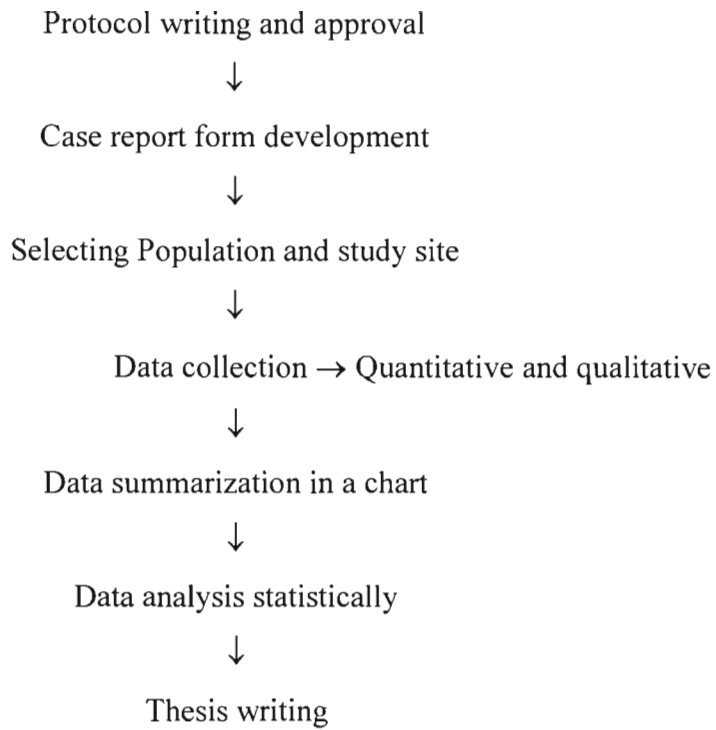 Protocol writing and approval
↓
Case report form development
↓
Selecting Population and study site
↓
Data collection → Quantitative and qualitative
↓
Data summarization in a chart
↓
Data analysis statistically
↓
Thesis writing